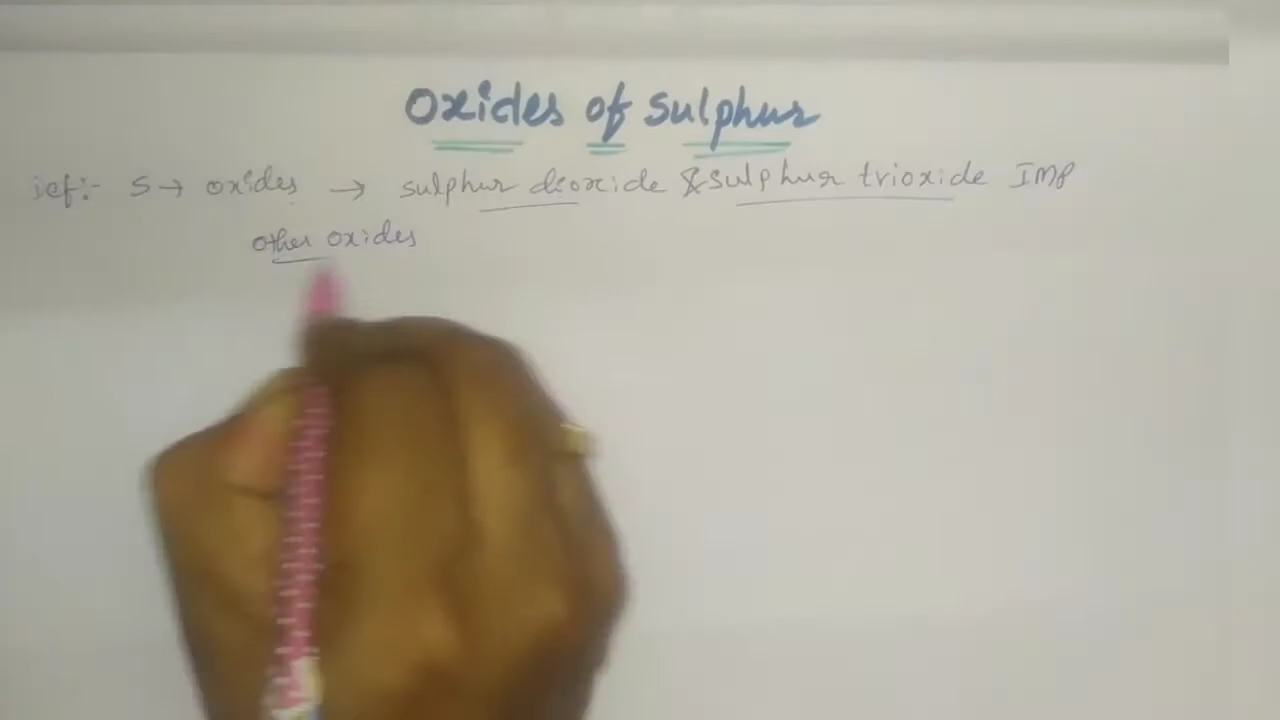 Oxides of Sulphur
ief:- S → oxides → sulphur dioxide & sulphur trioxide IMP
other oxides